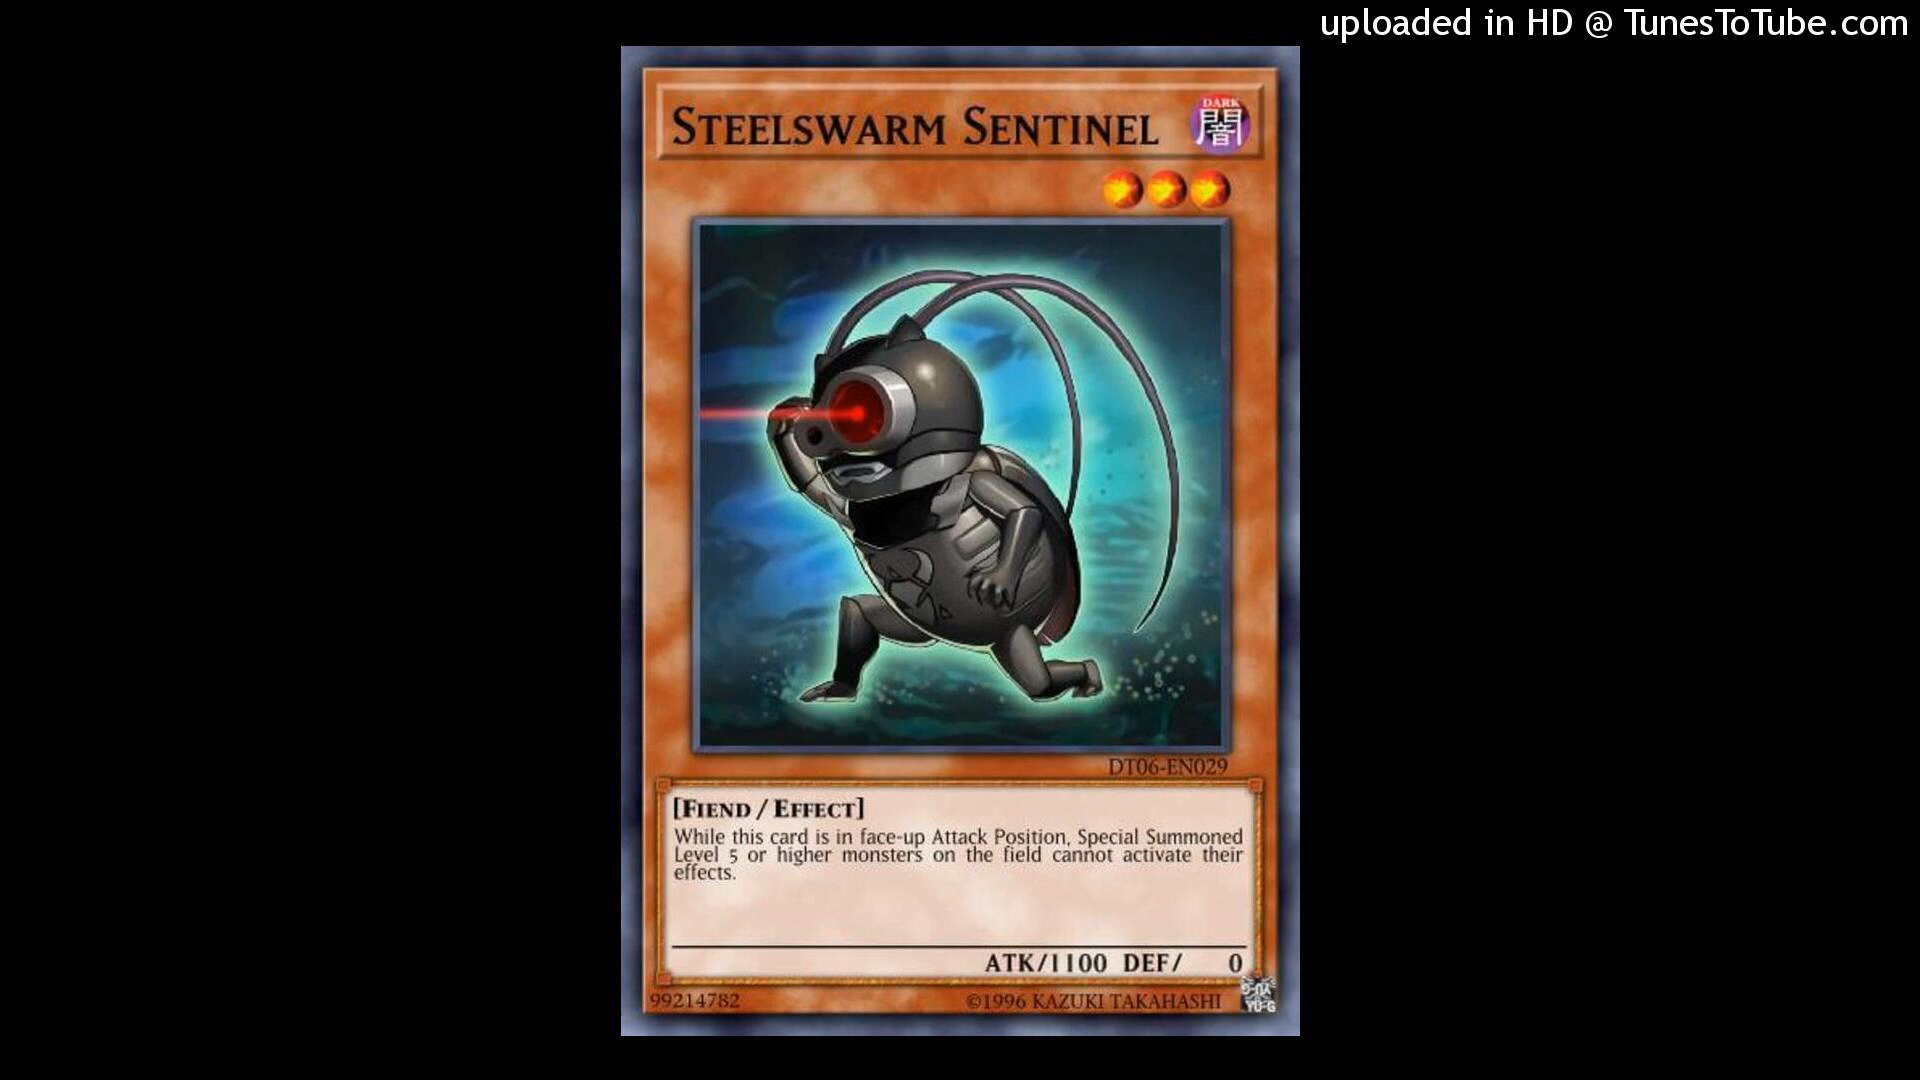 uploaded in HD @ TunesToTube.com
STEELSWARM SENTINEL
DARK
闇
DT06-EN029
[FIEND / EFFECT]
While this card is in face-up Attack Position, Special Summoned
Level 5 or higher monsters on the field cannot activate their
effects.
ATK/1100 DEF/ 0
99214782
©1996 KAZUKI TAKAHASHI